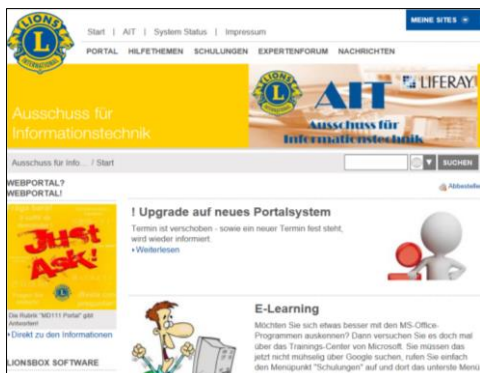 LIONS
L
INTERNATIONAL
Start | AIT | System Status | Impressum
MEINE SITES
PORTAL HILFETHEMEN SCHULUNGEN EXPERTENFORUM NACHRICHTEN
Ausschuss für
Informationstechnik
LIONS
L
AIT
LIFERAY
Ausschuss für
Informationstechnik
Ausschuss für Info... / Start
SUCHEN
WEBPORTAL?
WEBPORTAL!
Abbestelle
Just
Ask!
Die Rubrik "MD111 Portal" gibt
Antworten!
Direkt zu den Informationen
LIONSBOX SOFTWARE
! Upgrade auf neues Portalsystem
Termin ist verschoben - sowie ein neuer Termin fest steht,
wird wieder informiert
Weiterlesen
E-Learning
Möchten Sie sich etwas besser mit den MS-Office-
Programmen auskennen? Dann versuchen Sie es doch mal
über das Trainings-Center von Microsoft. Sie müssen das
jetzt nicht mühselig über Google suchen, rufen Sie einfach
den Menüpunkt "Schulungen" auf und dort das unterste Menü